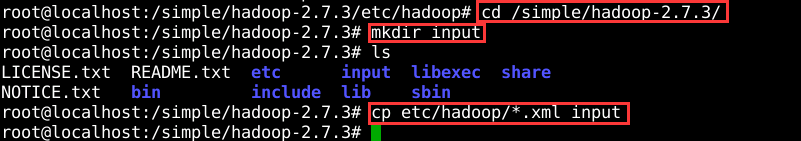 root@localhost:/simple/hadoop-2.7.3/etc/hadoop# cd /simple/hadoop-2.7.3/
root@localhost:/simple/hadoop-2.7.3# mkdir input
root@localhost:/simple/hadoop-2.7.3# ls
LICENSE.txt README.txt etc input libexec share
NOTICE.txt bin include lib sbin
root@localhost:/simple/hadoop-2.7.3# cp etc/hadoop/*.xml input
root@localhost:/simple/hadoop-2.7.3#